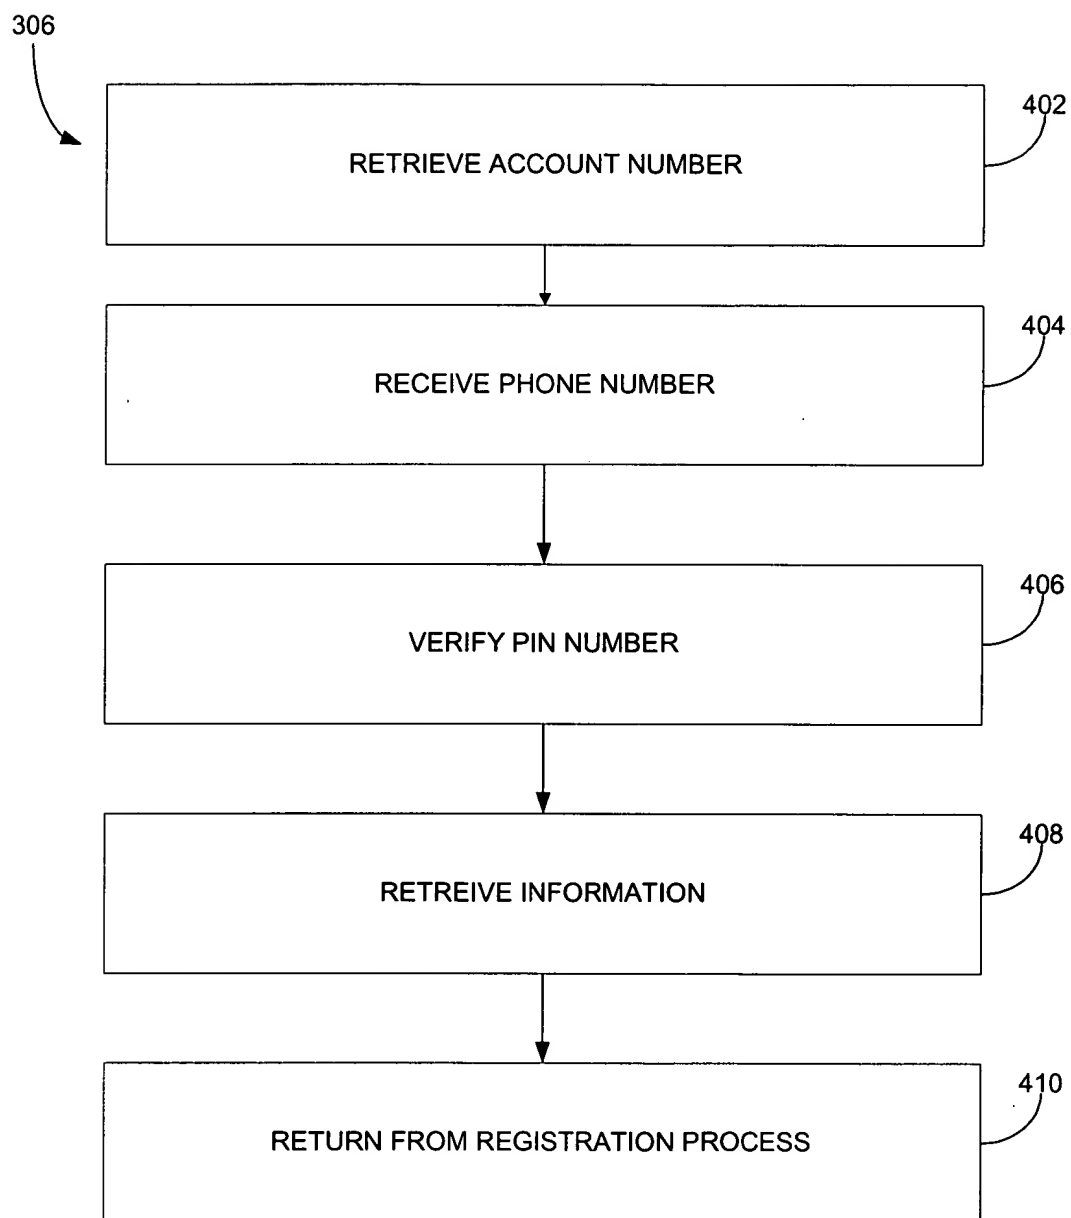 306
402
RETRIEVE ACCOUNT NUMBER
404
RECEIVE PHONE NUMBER
406
VERIFY PIN NUMBER
408
RETREIVE INFORMATION
410
RETURN FROM REGISTRATION PROCESS